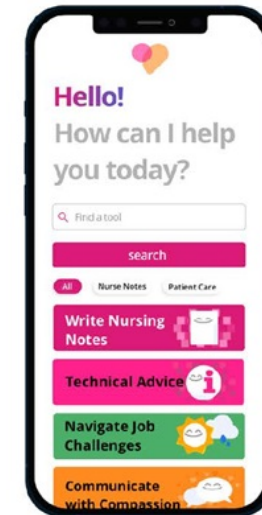 Hello!
How can I help
you today?
Find a tool
search
All
Nurse Notes
Patient Care
Write Nursing
Notes
Technical Advice
Navigate Job
Challenges
Communicate
with Compassion